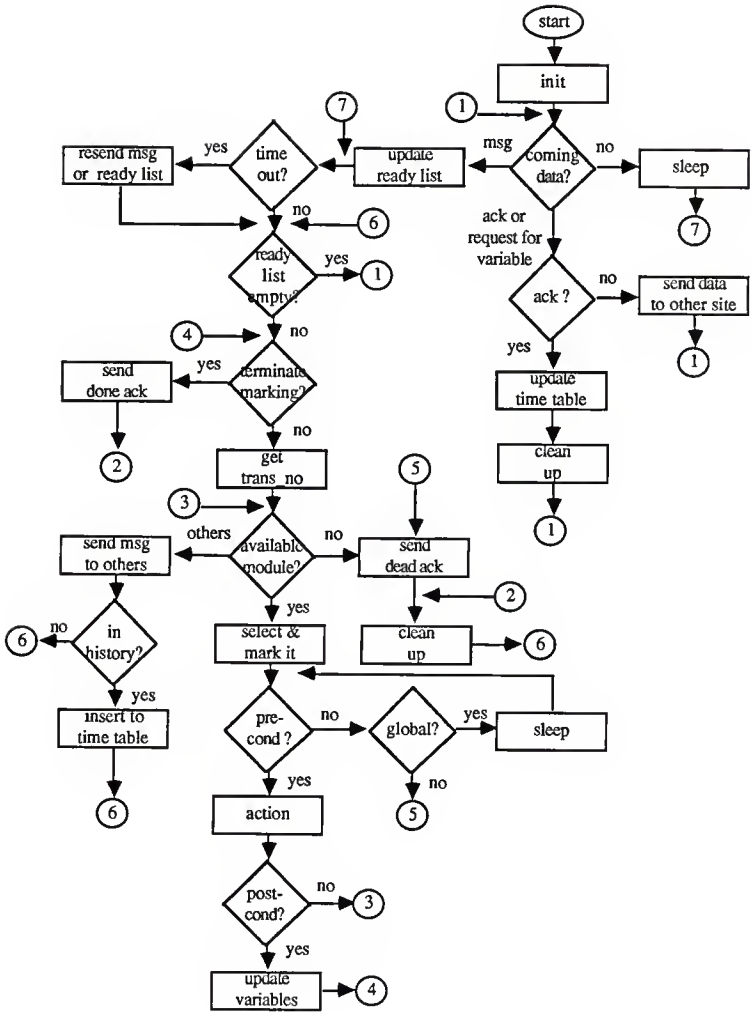 start
init
1
7
msg
coming
data?
no
sleep
7
update
ready list
time
out?
yes
resend msg
or ready list
no
6
ack or
request for
variable
ready
list
empty?
yes
1
ack ?
no
send data
to other site
1
yes
update
time table
clean
up
1
no
4
terminate
marking?
yes
send
done ack
2
no
get
trans_no
3
5
available
module?
others
send msg
to others
no
send
dead ack
2
clean
up
6
in
history?
no
6
yes
insert to
time table
6
yes
select &
mark it
pre-
cond ?
no
global?
yes
sleep
no
5
yes
action
post-
cond?
no
3
yes
update
variables
4